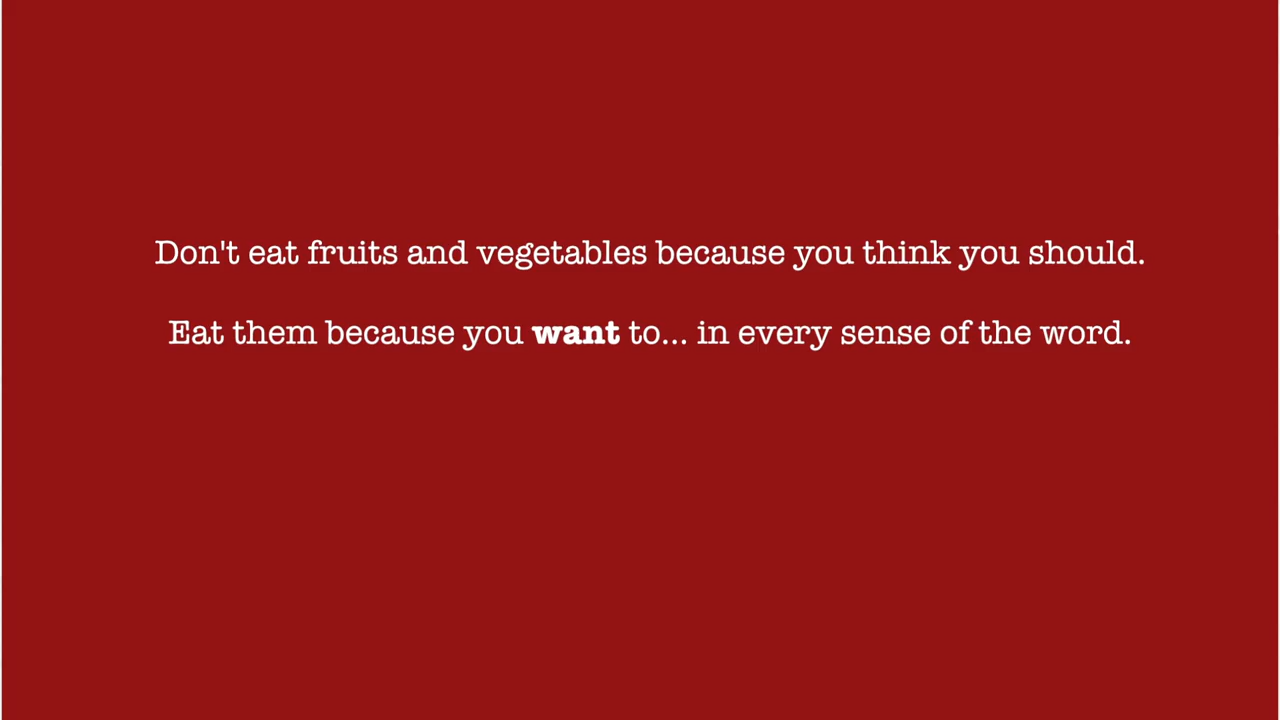 Don't eat fruits and vegetables because you think you should.
Eat them because you want to... in every sense of the word.